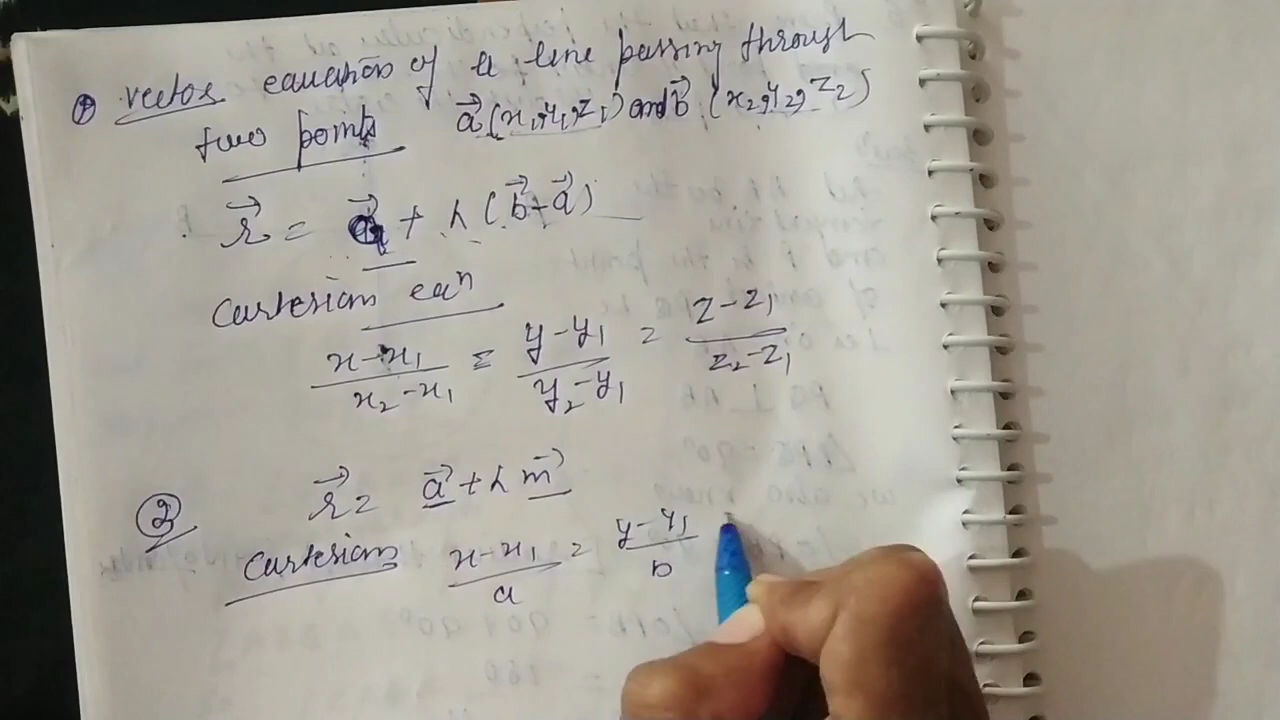 ① vector equation of a line passing through
two points a⃗ (x₁, y₁, z₁) and b⃗ (x₂, y₂, z₂)
r⃗ = a⃗ + λ (b⃗ - a⃗)
Cartesian eqⁿ
x-x₁/x₂-x₁ = y-y₁/y₂-y₁ = z-z₁/z₂-z₁
② r⃗ = a⃗ + λ m⃗
Cartesian x-x₁/a = y-y₁/b